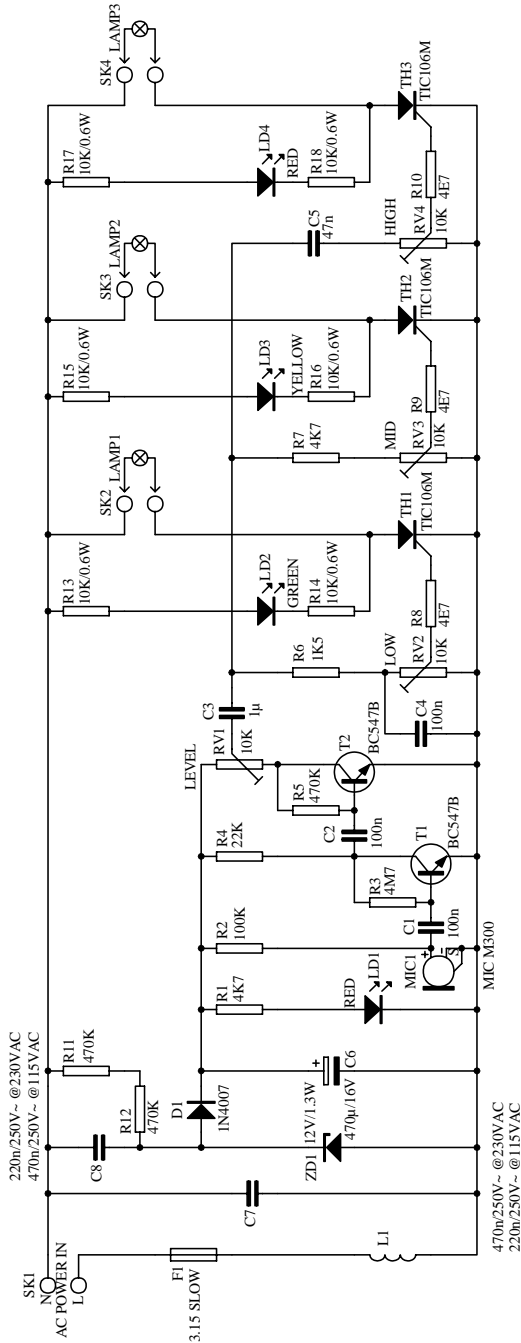 SK1
N
AC POWER IN
L
F1
3.15 SLOW
L1
C7
470n/250V~ @230VAC
220n/250V~ @115VAC
220n/250V~ @230VAC
470n/250V~ @115VAC
C8
R11
470K
R12
470K
D1
1N4007
ZD1
12V/1.3W
+
C6
470µ/16V
R1
4K7
RED
LD1
R2
100K
MIC1
+
-
S
MIC M300
C1
100n
R3
4M7
R4
22K
T1
BC547B
C2
100n
R5
470K
T2
BC547B
LEVEL
RV1
10K
C3
1µ
C4
100n
R6
1K5
LOW
RV2
10K
R8
4E7
TH1
TIC106M
R13
10K/0.6W
LD2
GREEN
R14
10K/0.6W
SK2
LAMP1
R7
4K7
MID
RV3
10K
R9
4E7
TH2
TIC106M
R15
10K/0.6W
LD3
YELLOW
R16
10K/0.6W
SK3
LAMP2
C5
47n
HIGH
RV4
10K
R10
4E7
TH3
TIC106M
R17
10K/0.6W
LD4
RED
R18
10K/0.6W
SK4
LAMP3